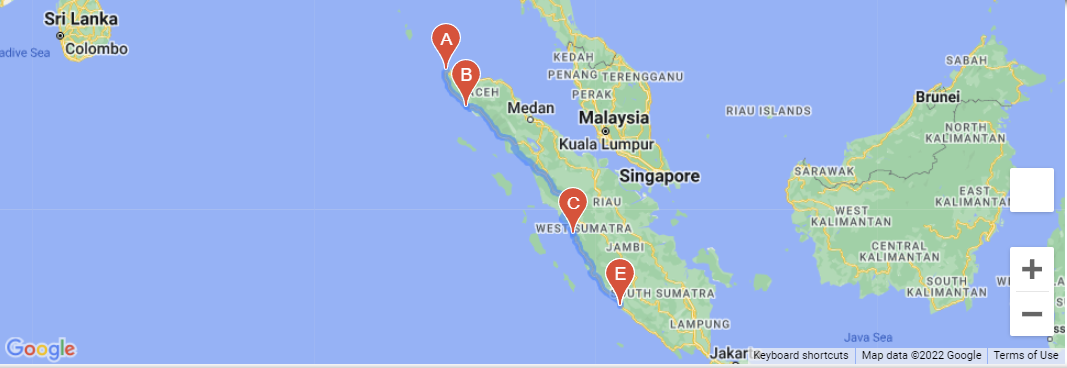 Sri Lanka
Colombo
adive Sea
A
B
ACEH
Medan
KEDAH
PENANG
TERENGGANU
PERAK
Malaysia
Kuala Lumpur
RIAU ISLANDS
Singapore
SABAH
Brunei
NORTH
KALIMANTAN
SARAWAK
EAST
KALIMANTAN
WEST
KALIMANTAN
CENTRAL
KALIMANTAN
SOUTH
KALIMANTAN
C
RIAU
WEST SUMATRA
JAMBI
E
SOUTH SUMATRA
LAMPUNG
Java Sea
WE
Google
Jakar
Keyboard shortcuts
Map data ©2022 Google
Terms of Use